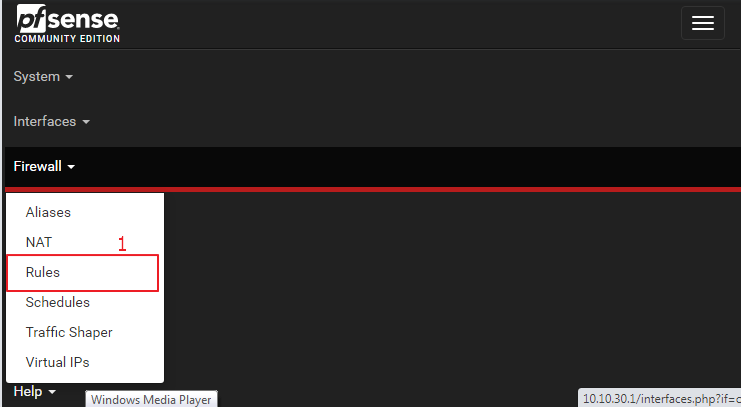 pfsense
COMMUNITY EDITION
System
Interfaces
Firewall
Aliases
NAT
1
Rules
Schedules
Traffic Shaper
Virtual IPs
Help
Windows Media Player
10.10.30.1/interfaces.php?if=